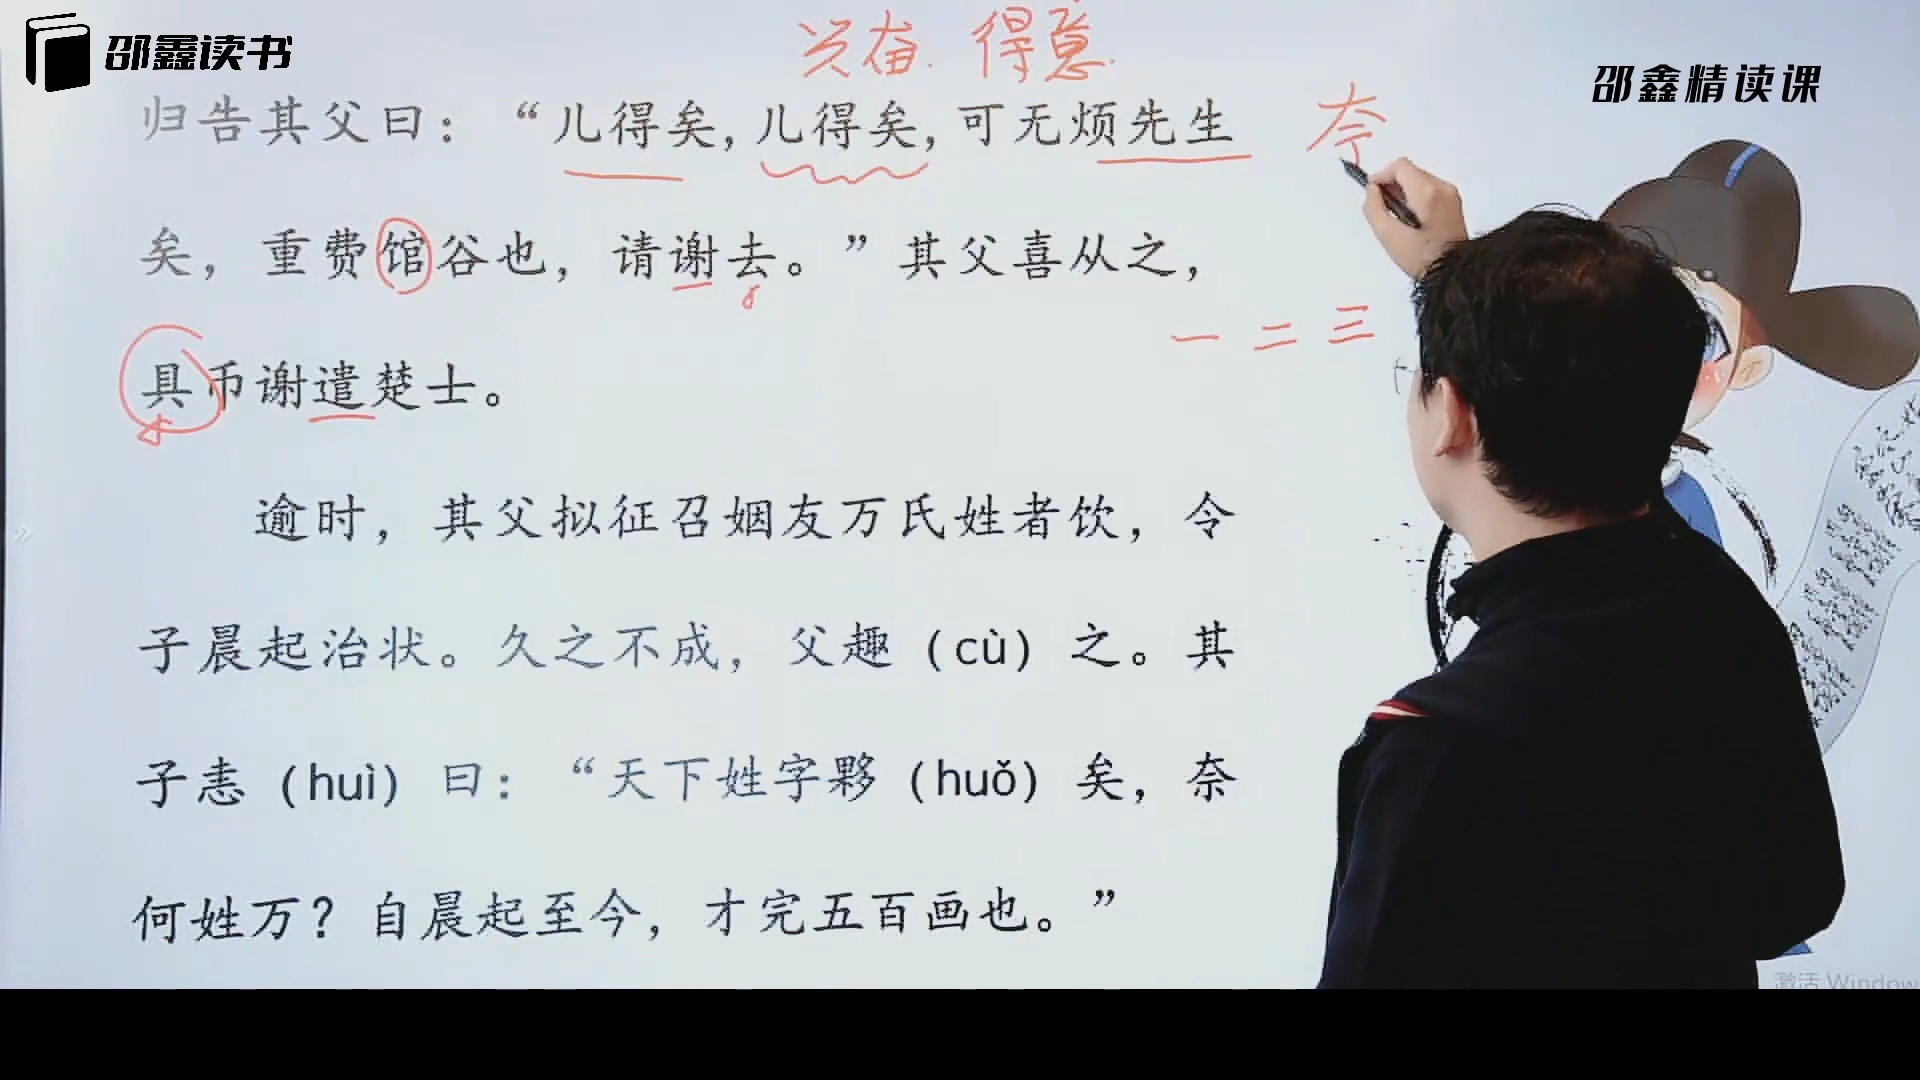 邵鑫读书
兴奋. 得意.
邵鑫精读课
归告其父曰：“儿得矣，儿得矣，可无烦先生
矣，重费馆谷也，请谢去。”其父喜从之，
一 二 三
具币谢遣楚士。
逾时，其父拟征召姻友万氏姓者饮，令
子晨起治状。久之不成，父趣（cù）之。其
子恚（huì）曰：“天下姓字夥（huǒ）矣，奈
何姓万？自晨起至今，才完五百画也。”
激活 Window